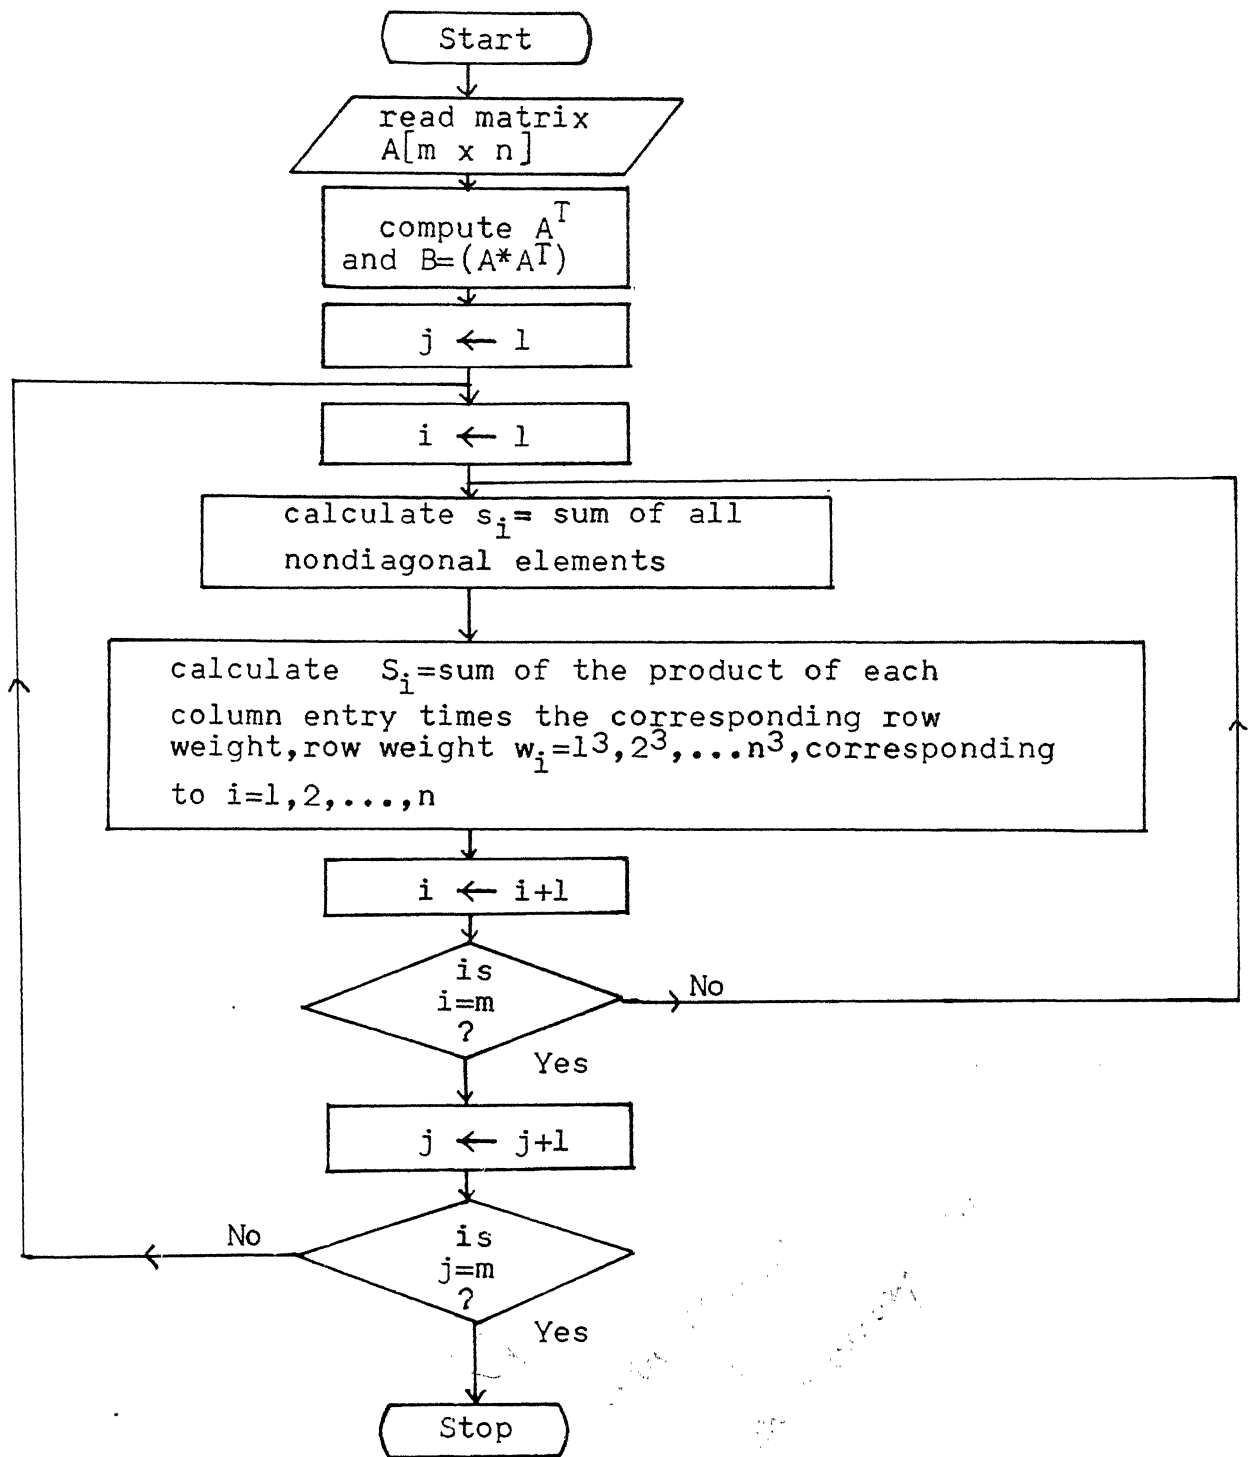 Start
read matrix
A[m x n]
compute A^T
and B=(A*A^T)
j ← 1
i ← 1
calculate s_i= sum of all
nondiagonal elements
calculate S_i=sum of the product of each
column entry times the corresponding row
weight,row weight w_i=1^3,2^3,...n^3,corresponding
to i=1,2,...,n
i ← i+1
is
i=m
?
No
Yes
j ← j+1
is
j=m
?
No
Yes
Stop